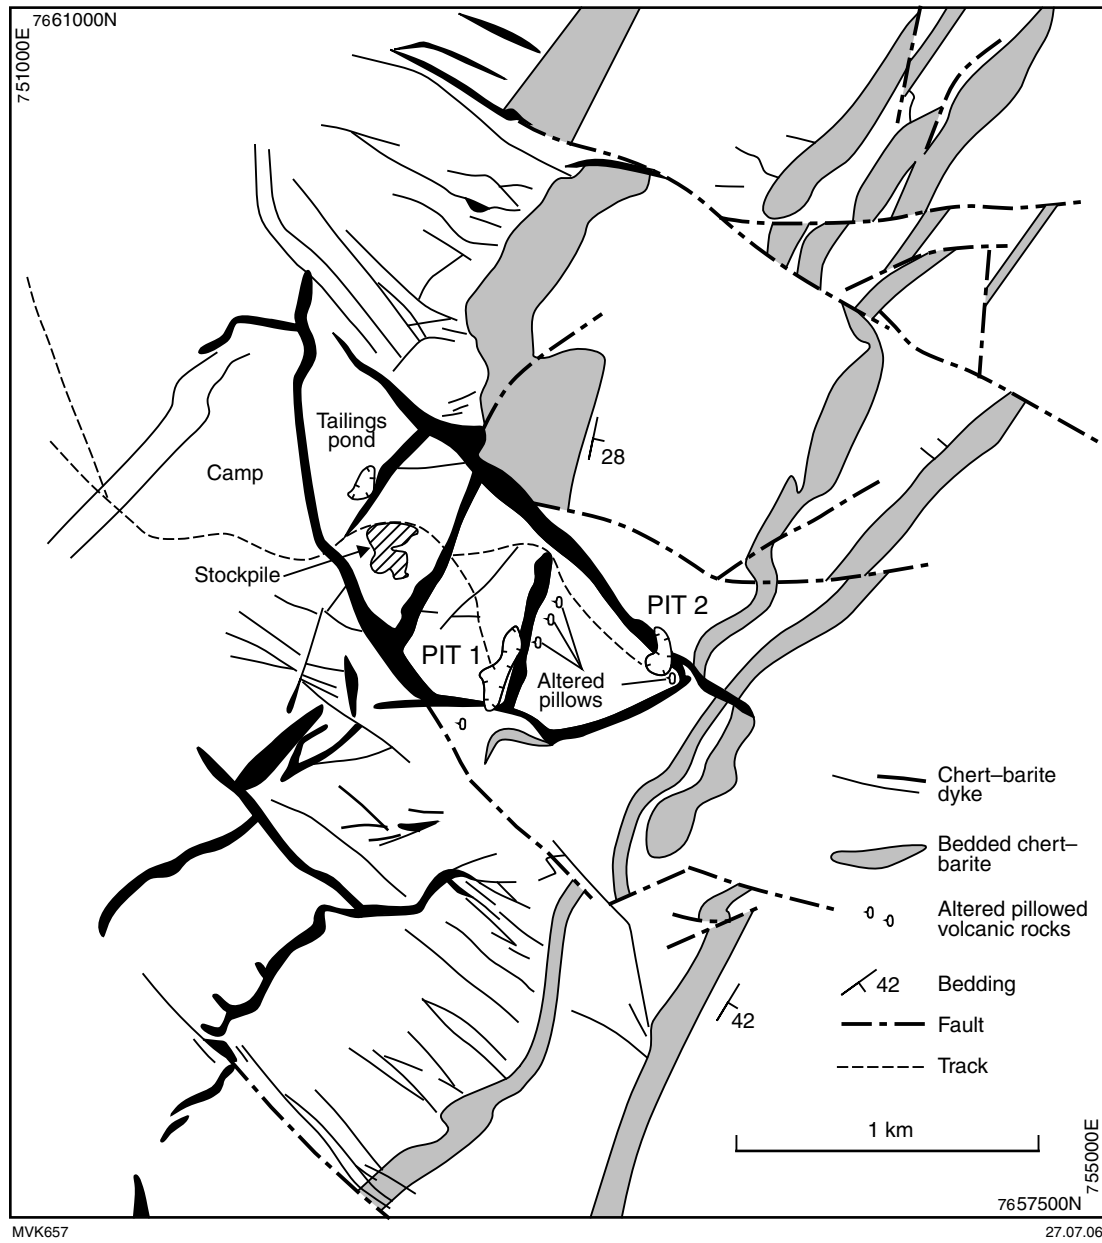 7661000N
751000E
Tailings
pond
Camp
28
Stockpile
PIT 2
PIT 1
Altered
pillows
Chert–barite
dyke
Bedded chert–
barite
Altered pillowed
volcanic rocks
42 Bedding
Fault
42
Track
1 km
755000E
7657500N
MVK657
27.07.06